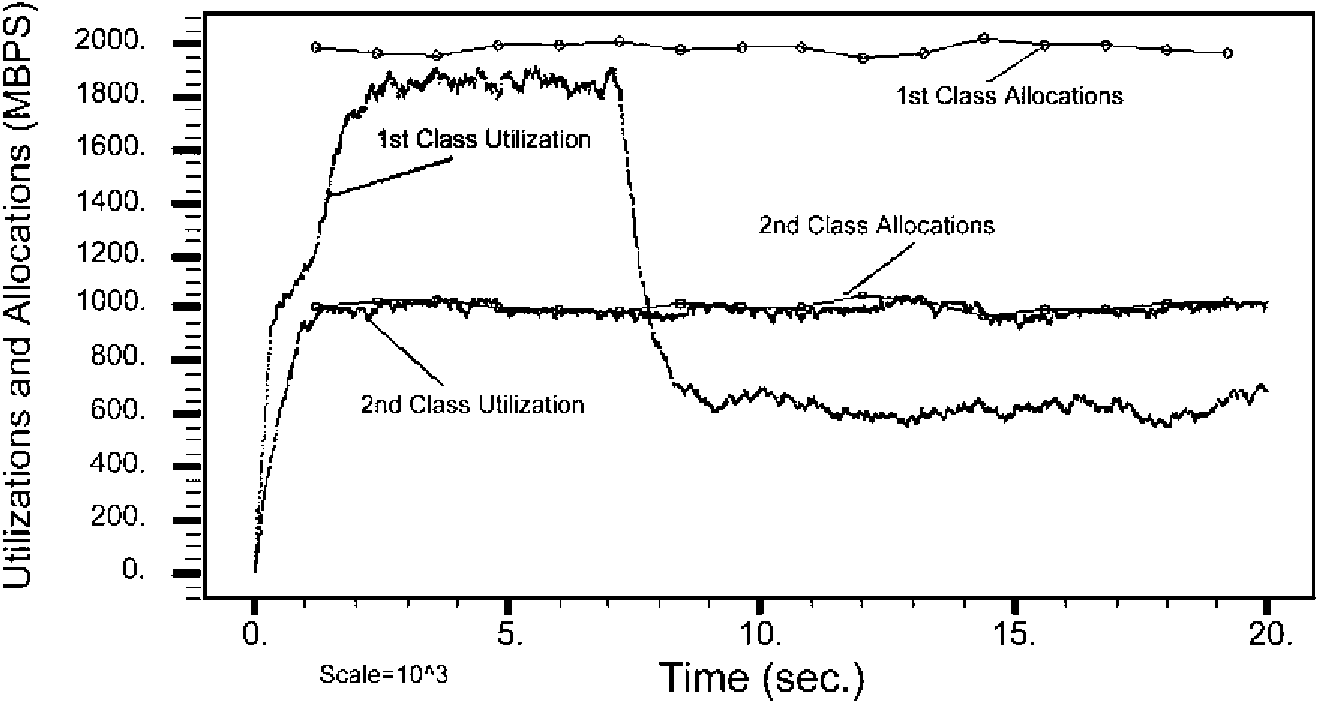 Utilizations and Allocations (MBPS)
2000.
1800.
1600.
1400.
1200.
1000.
800.
600.
400.
200.
0.
1st Class Allocations
1st Class Utilization
2nd Class Allocations
2nd Class Utilization
0.
5.
10.
15.
20.
Scale=10^3
Time (sec.)